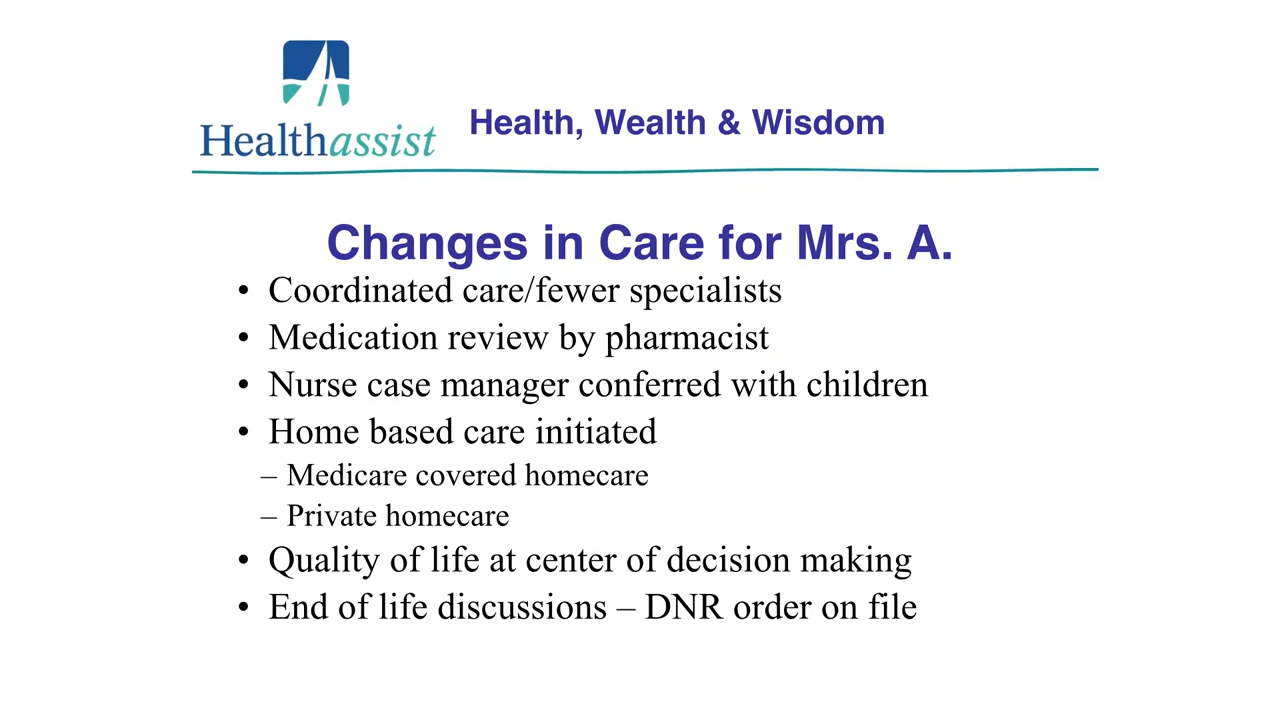 Healthassist
Health, Wealth & Wisdom
Changes in Care for Mrs. A.
• Coordinated care/fewer specialists
• Medication review by pharmacist
• Nurse case manager conferred with children
• Home based care initiated
– Medicare covered homecare
– Private homecare
• Quality of life at center of decision making
• End of life discussions – DNR order on file